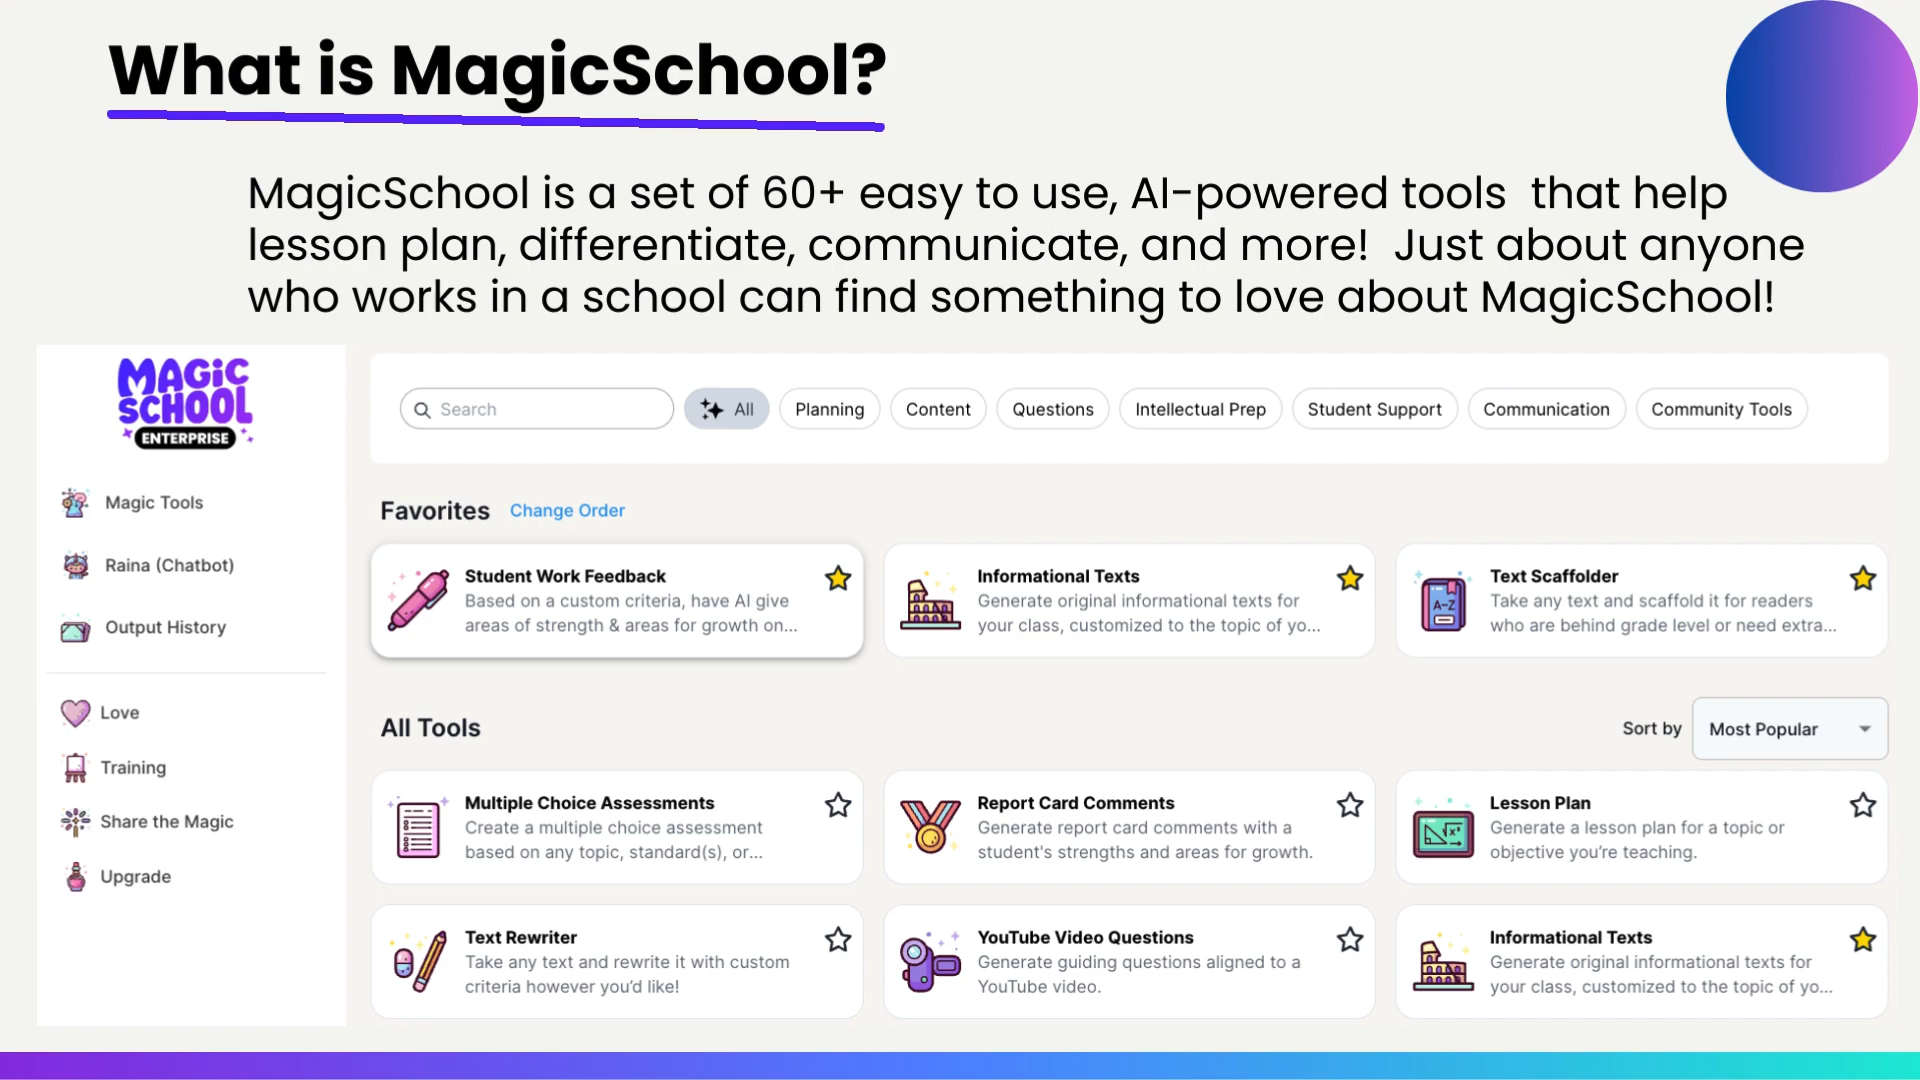 What is MagicSchool?
MagicSchool is a set of 60+ easy to use, AI-powered tools  that help
lesson plan, differentiate, communicate, and more!  Just about anyone
who works in a school can find something to love about MagicSchool!
MAGIC
SCHOOL
ENTERPRISE
Magic Tools
Raina (Chatbot)
Output History
Love
Training
Share the Magic
Upgrade
Search
All
Planning
Content
Questions
Intellectual Prep
Student Support
Communication
Community Tools
Favorites
Change Order
Student Work Feedback
Based on a custom criteria, have AI give
areas of strength & areas for growth on...
Informational Texts
Generate original informational texts for
your class, customized to the topic of yo...
A-Z
Text Scaffolder
Take any text and scaffold it for readers
who are behind grade level or need extra...
All Tools
Sort by
Most Popular
Multiple Choice Assessments
Create a multiple choice assessment
based on any topic, standard(s), or...
Report Card Comments
Generate report card comments with a
student's strengths and areas for growth.
Lesson Plan
Generate a lesson plan for a topic or
objective you’re teaching.
Text Rewriter
Take any text and rewrite it with custom
criteria however you’d like!
YouTube Video Questions
Generate guiding questions aligned to a
YouTube video.
Informational Texts
Generate original informational texts for
your class, customized to the topic of yo...